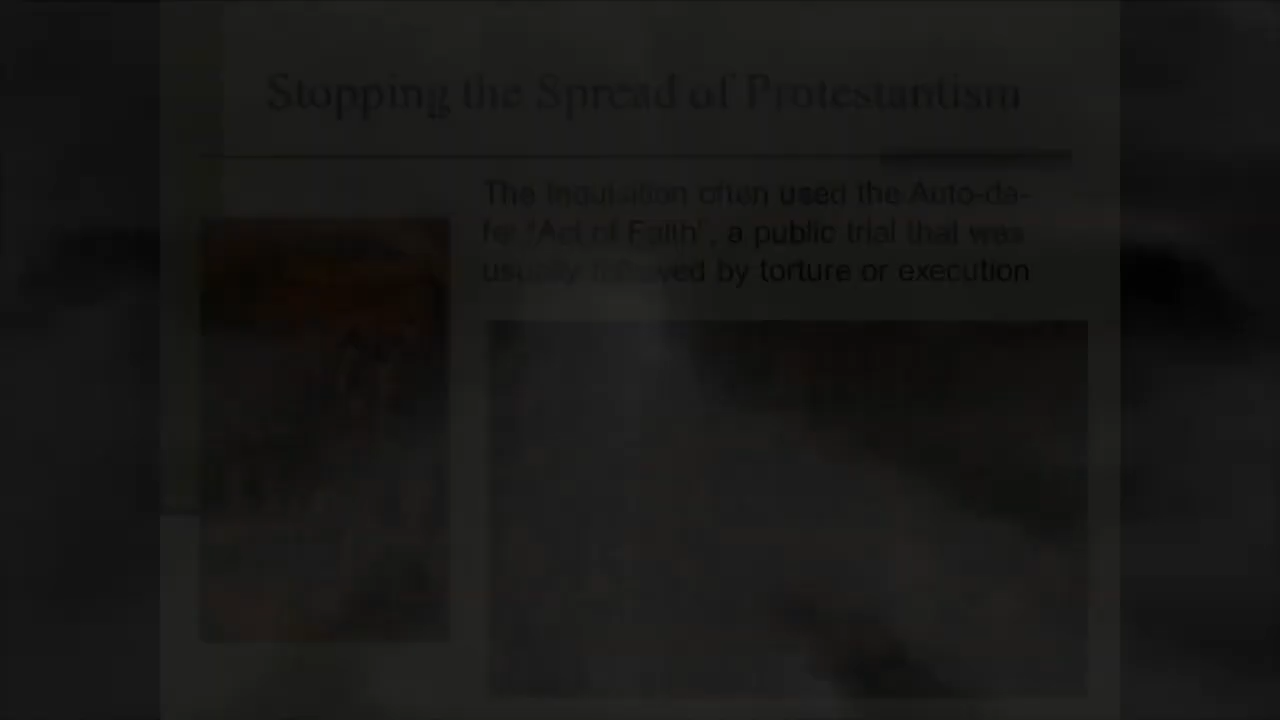 Stopping the Spread of Protestantism
The Inquisition often used the Auto-da-
fe "Act of Faith", a public trial that was
usually followed by torture or execution